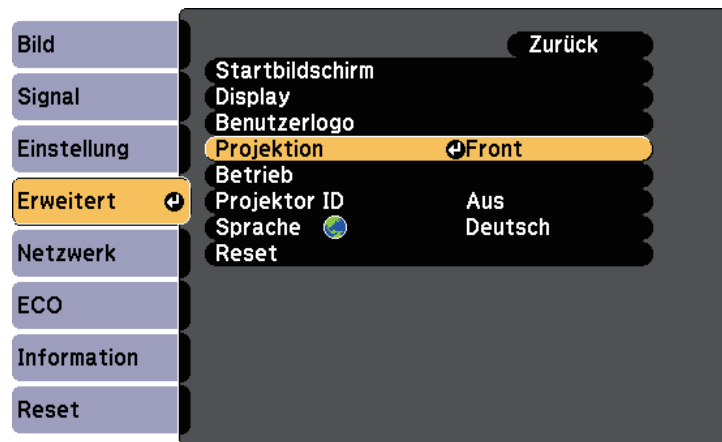 Bild
Signal
Einstellung
Erweitert
Netzwerk
ECO
Information
Reset
Zurück
Startbildschirm
Display
Benutzerlogo
Projektion Front
Betrieb
Projektor ID Aus
Sprache Deutsch
Reset